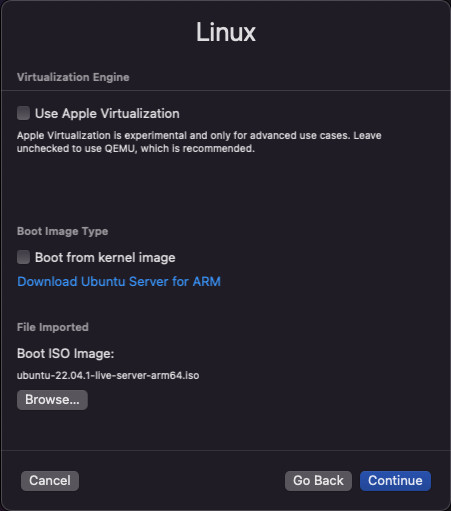 Linux
Virtualization Engine
Use Apple Virtualization
Apple Virtualization is experimental and only for advanced use cases. Leave
unchecked to use QEMU, which is recommended.
Boot Image Type
Boot from kernel image
Download Ubuntu Server for ARM
File Imported
Boot ISO Image:
ubuntu-22.04.1-live-server-arm64.iso
Browse...
Cancel
Go Back
Continue